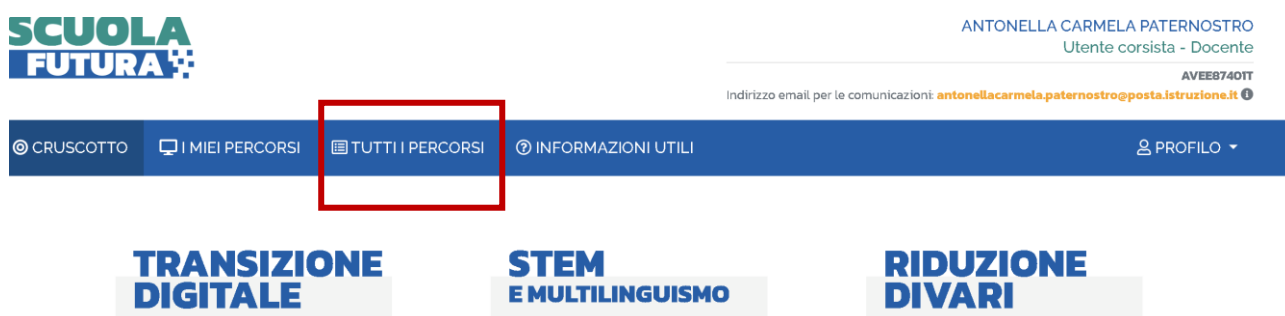 SCUOLA
FUTURA
ANTONELLA CARMELA PATERNOSTRO
Utente corsista - Docente
AVEE87401T
Indirizzo email per le comunicazioni: antonellacarmela.paternostro@posta.istruzione.it
CRUSCOTTO
I MIEI PERCORSI
TUTTI I PERCORSI
INFORMAZIONI UTILI
PROFILO
TRANSIZIONE
DIGITALE
STEM
E MULTILINGUISMO
RIDUZIONE
DIVARI